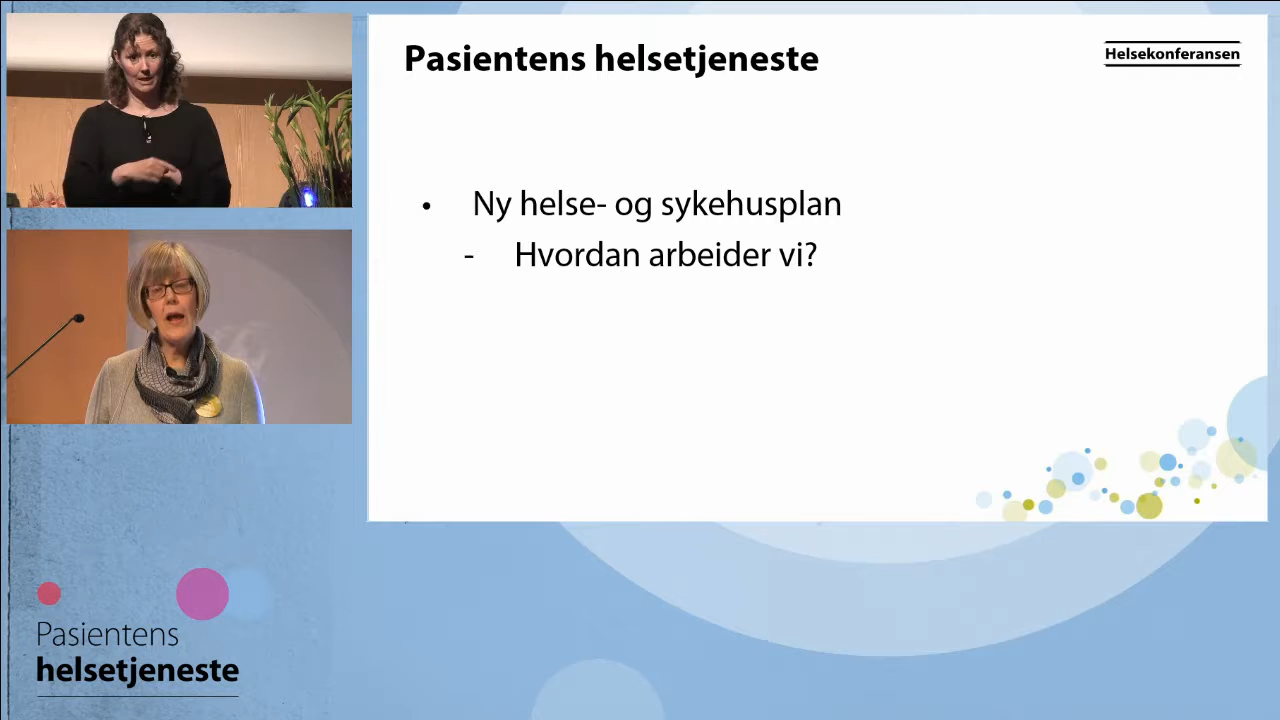 Pasientens helsetjeneste
Helsekonferansen
• Ny helse- og sykehusplan
- Hvordan arbeider vi?
Pasientens
helsetjeneste